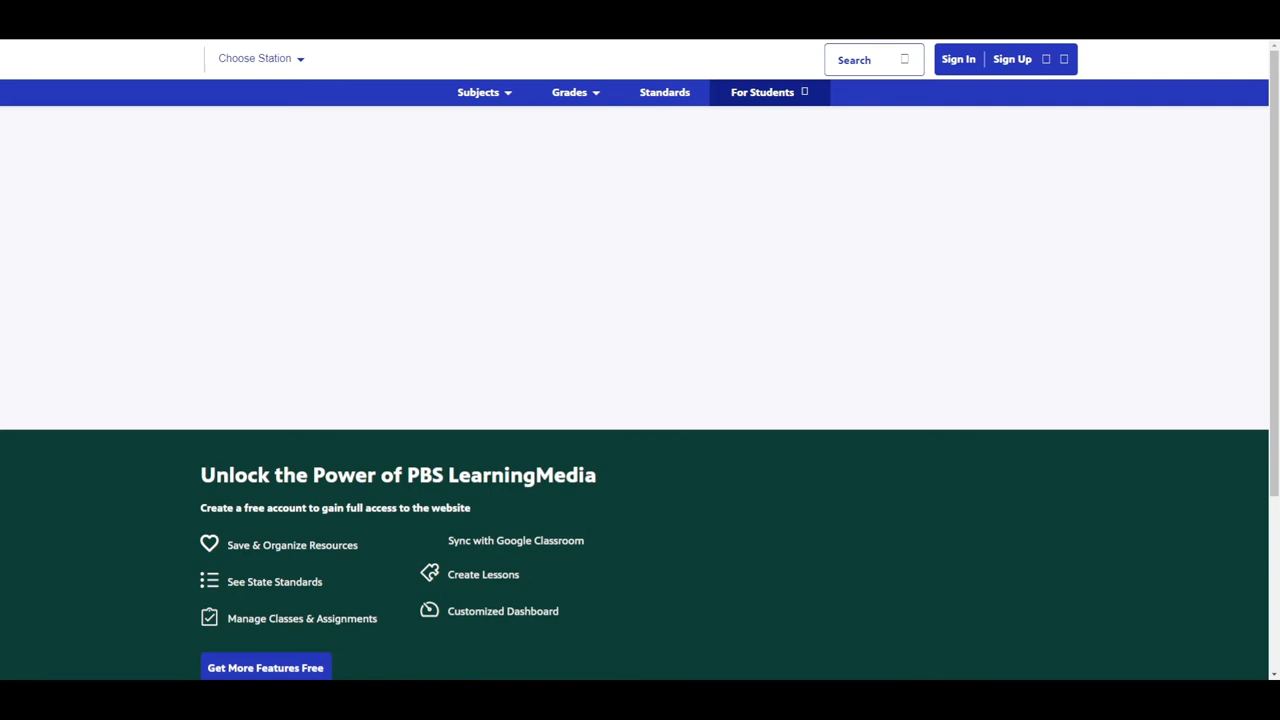 Choose Station
Search
Sign In
Sign Up
Subjects
Grades
Standards
For Students
Unlock the Power of PBS LearningMedia
Create a free account to gain full access to the website
Save & Organize Resources
Sync with Google Classroom
See State Standards
Create Lessons
Manage Classes & Assignments
Customized Dashboard
Get More Features Free